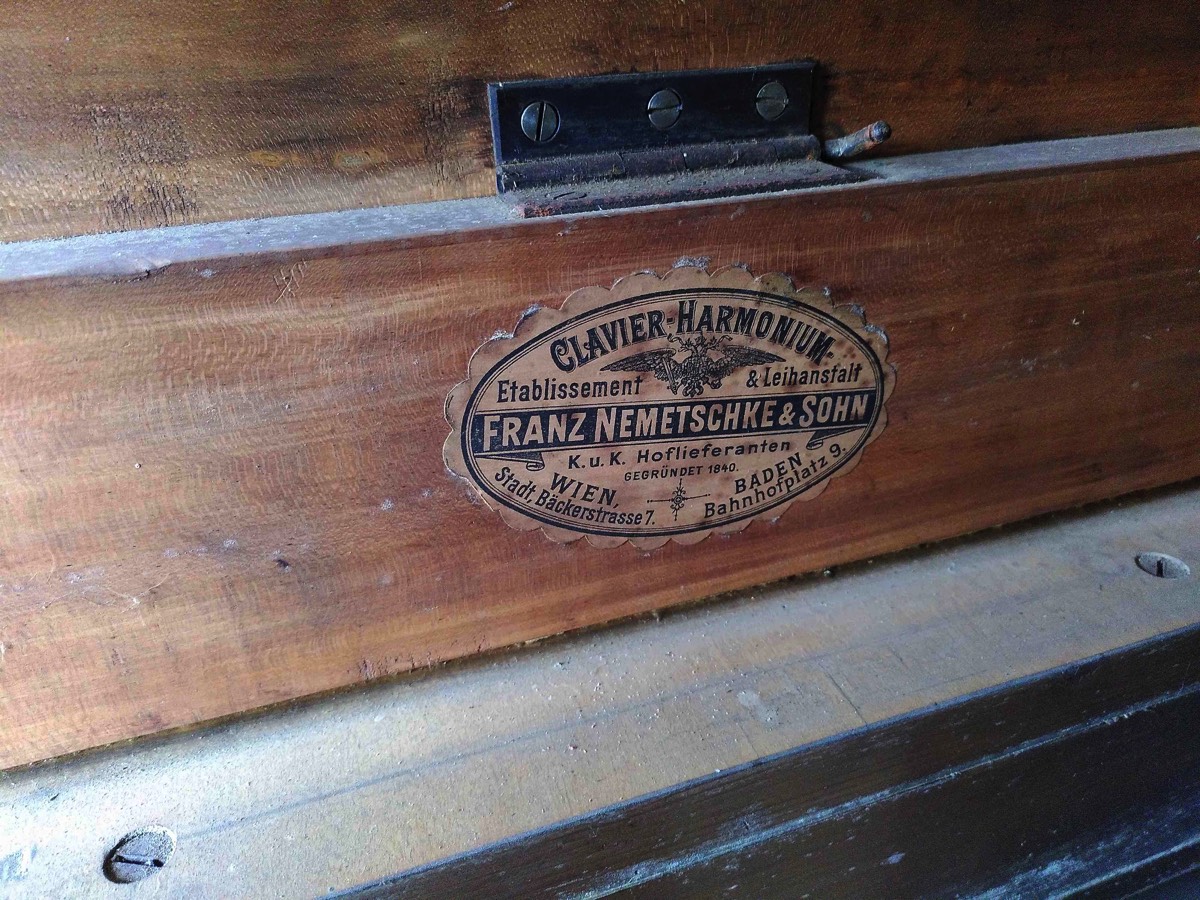 CLAVIER-HARMONIUM-
Etablissement & Leihanstalt
FRANZ NEMETSCHKE & SOHN
K. u. K. Hoflieferanten
GEGRÜNDET 1840.
WIEN,
Stadt, Bäckerstrasse 7.
BADEN
Bahnhofplatz 9.